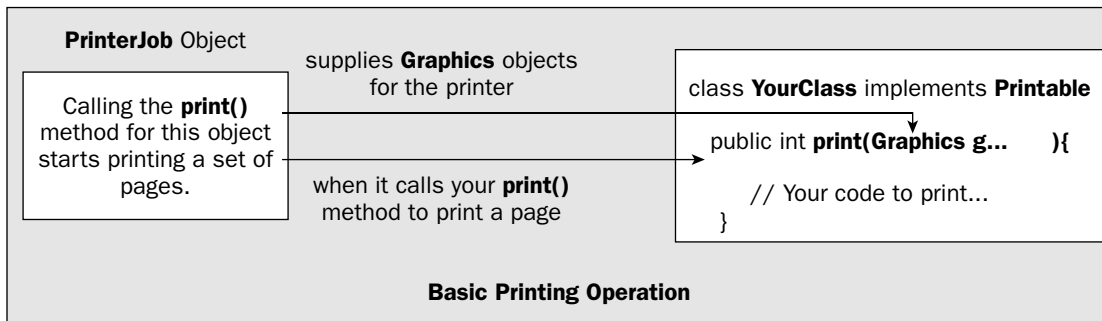 PrinterJob Object
Calling the print()
method for this object
starts printing a set of
pages.
supplies Graphics objects
for the printer
when it calls your print()
method to print a page
class YourClass implements Printable
public int print(Graphics g... ){
// Your code to print...
}
Basic Printing Operation